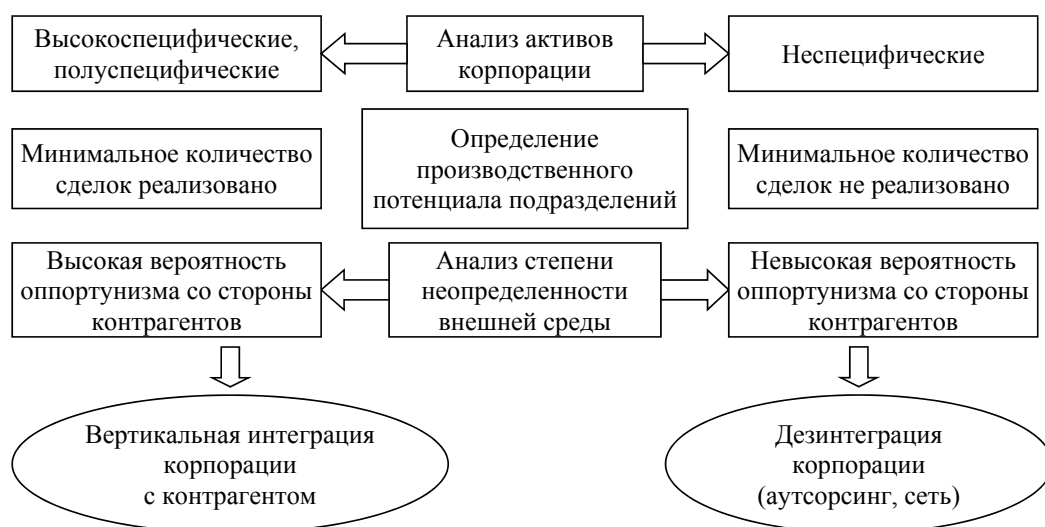 Высокоспецифические,
полуспецифические
Анализ активов
корпорации
Неспецифические
Минимальное количество
сделок реализовано
Определение
производственного
потенциала подразделений
Минимальное количество
сделок не реализовано
Высокая вероятность
оппортунизма со стороны
контрагентов
Анализ степени
неопределенности
внешней среды
Невысокая вероятность
оппортунизма со стороны
контрагентов
Вертикальная интеграция
корпорации
с контрагентом
Дезинтеграция
корпорации
(аутсорсинг, сеть)